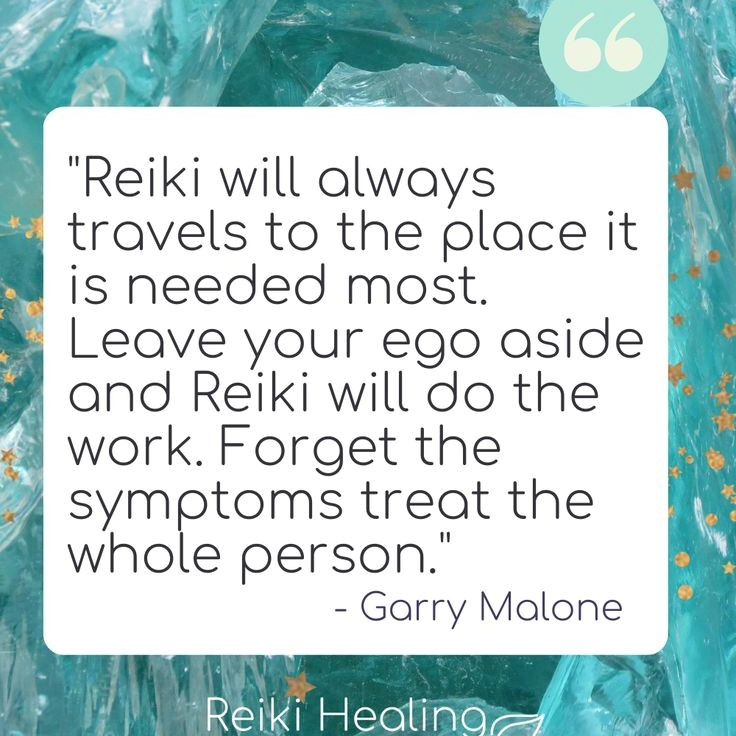 "Reiki will always
travels to the place it
is needed most.
Leave your ego aside
and Reiki will do the
work. Forget the
symptoms treat the
whole person."
- Garry Malone
Reiki Healing